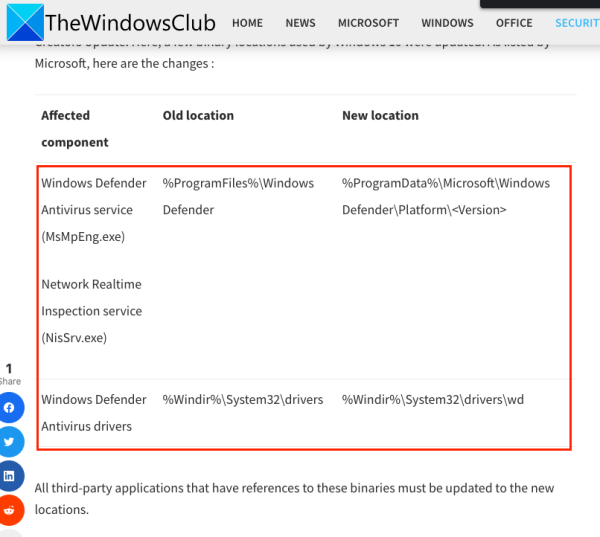 TheWindowsClub HOME NEWS MICROSOFT WINDOWS OFFICE SECURIT
Creators Update. Here, a few binary locations used by Windows 10 were updated. As listed by
Microsoft, here are the changes :
Affected component Old location New location
Windows Defender %ProgramFiles%\Windows %ProgramData%\Microsoft\Windows
Antivirus service Defender Defender\Platform\<Version>
(MsMpEng.exe)
Network Realtime
Inspection service
(NisSrv.exe)
Windows Defender %Windir%\System32\drivers %Windir%\System32\drivers\wd
Antivirus drivers
1
Share
All third-party applications that have references to these binaries must be updated to the new
locations.